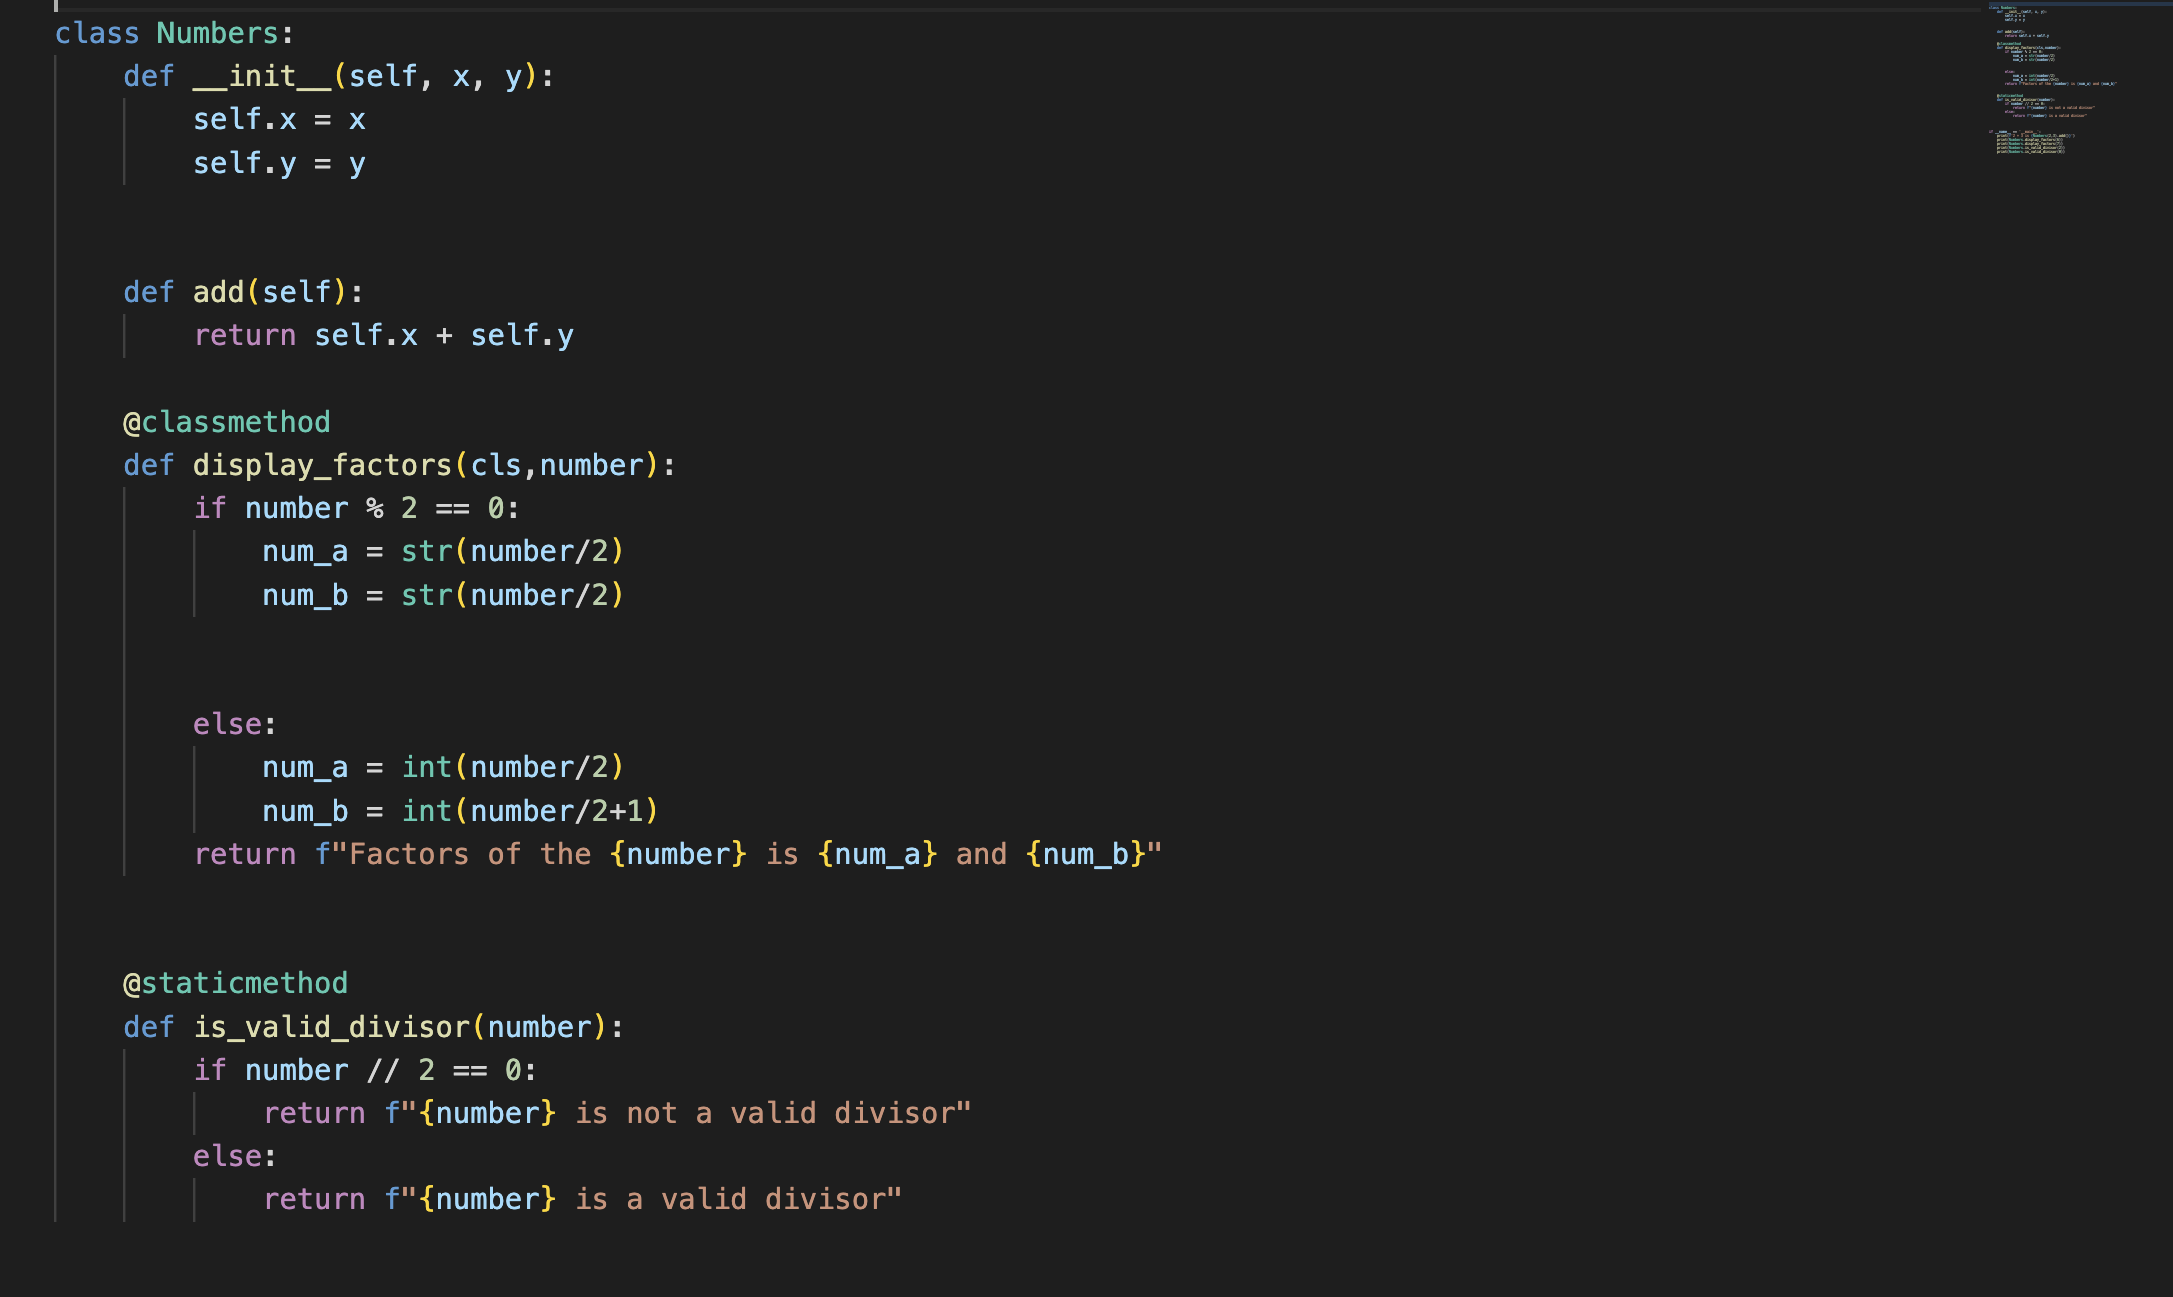 class Numbers:
    def __init__(self, x, y):
        self.x = x
        self.y = y
    def add(self):
        return self.x + self.y
    @classmethod
    def display_factors(cls,number):
        if number % 2 == 0:
            num_a = str(number/2)
            num_b = str(number/2)
        else:
            num_a = int(number/2)
            num_b = int(number/2+1)
        return f"Factors of the {number} is {num_a} and {num_b}"
    @staticmethod
    def is_valid_divisor(number):
        if number // 2 == 0:
            return f"{number} is not a valid divisor"
        else:
            return f"{number} is a valid divisor"